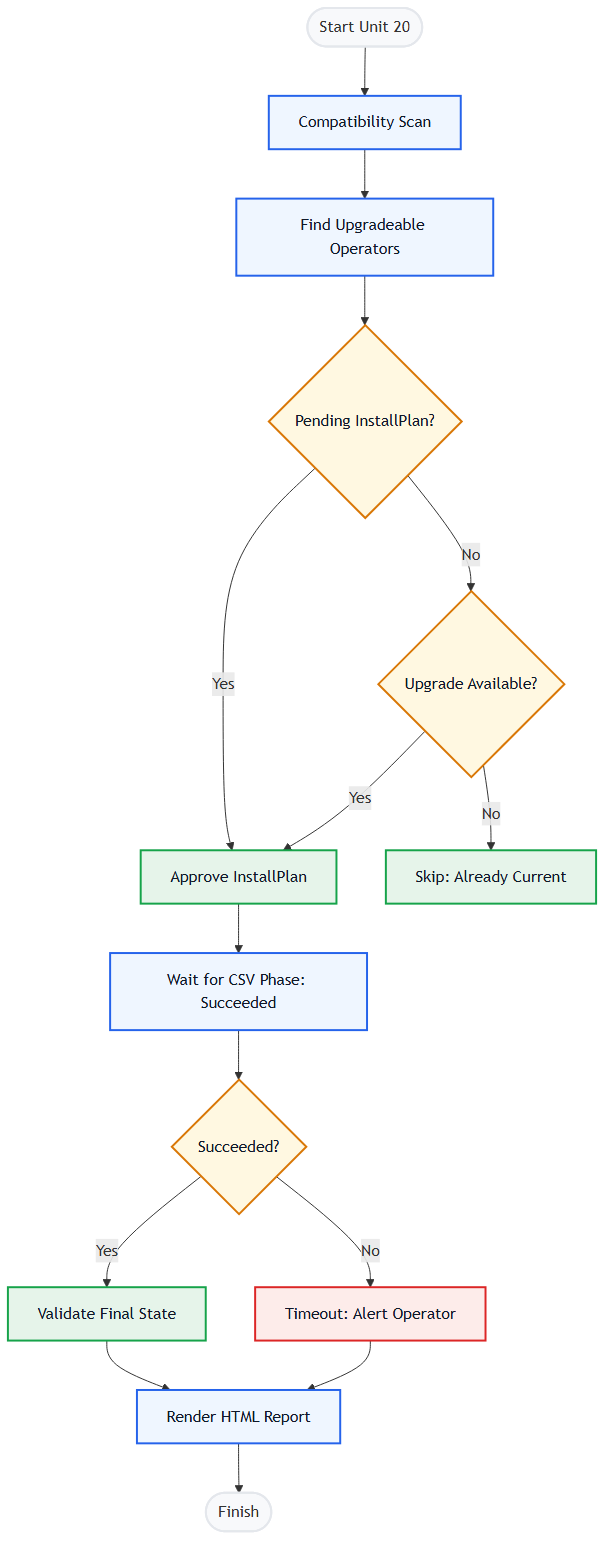 Start Unit 20
Compatibility Scan
Find Upgradeable
Operators
Pending InstallPlan?
No
Yes
Upgrade Available?
Yes
No
Approve InstallPlan
Skip: Already Current
Wait for CSV Phase:
Succeeded
Succeeded?
Yes
No
Validate Final State
Timeout: Alert Operator
Render HTML Report
Finish